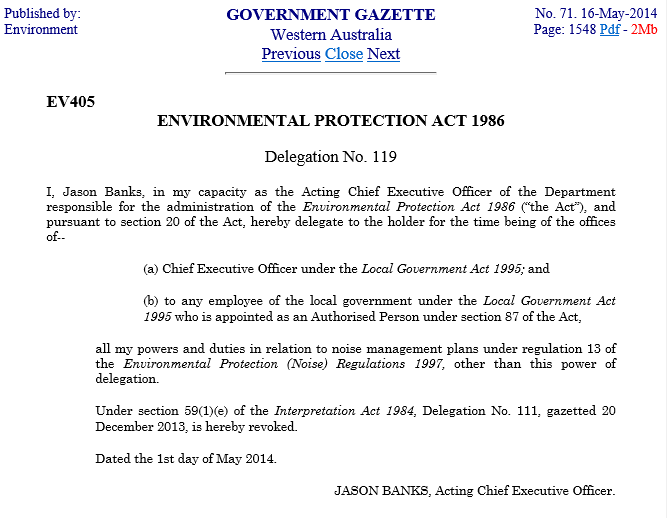 Published by:
Environment
GOVERNMENT GAZETTE
Western Australia
Previous Close Next
No. 71. 16-May-2014
Page: 1548 Pdf - 2Mb
EV405
ENVIRONMENTAL PROTECTION ACT 1986
Delegation No. 119
I, Jason Banks, in my capacity as the Acting Chief Executive Officer of the Department
responsible for the administration of the Environmental Protection Act 1986 (“the Act”), and
pursuant to section 20 of the Act, hereby delegate to the holder for the time being of the offices
of--
(a) Chief Executive Officer under the Local Government Act 1995; and
(b) to any employee of the local government under the Local Government Act
1995 who is appointed as an Authorised Person under section 87 of the Act,
all my powers and duties in relation to noise management plans under regulation 13 of
the Environmental Protection (Noise) Regulations 1997, other than this power of
delegation.
Under section 59(1)(e) of the Interpretation Act 1984, Delegation No. 111, gazetted 20
December 2013, is hereby revoked.
Dated the 1st day of May 2014.
JASON BANKS, Acting Chief Executive Officer.